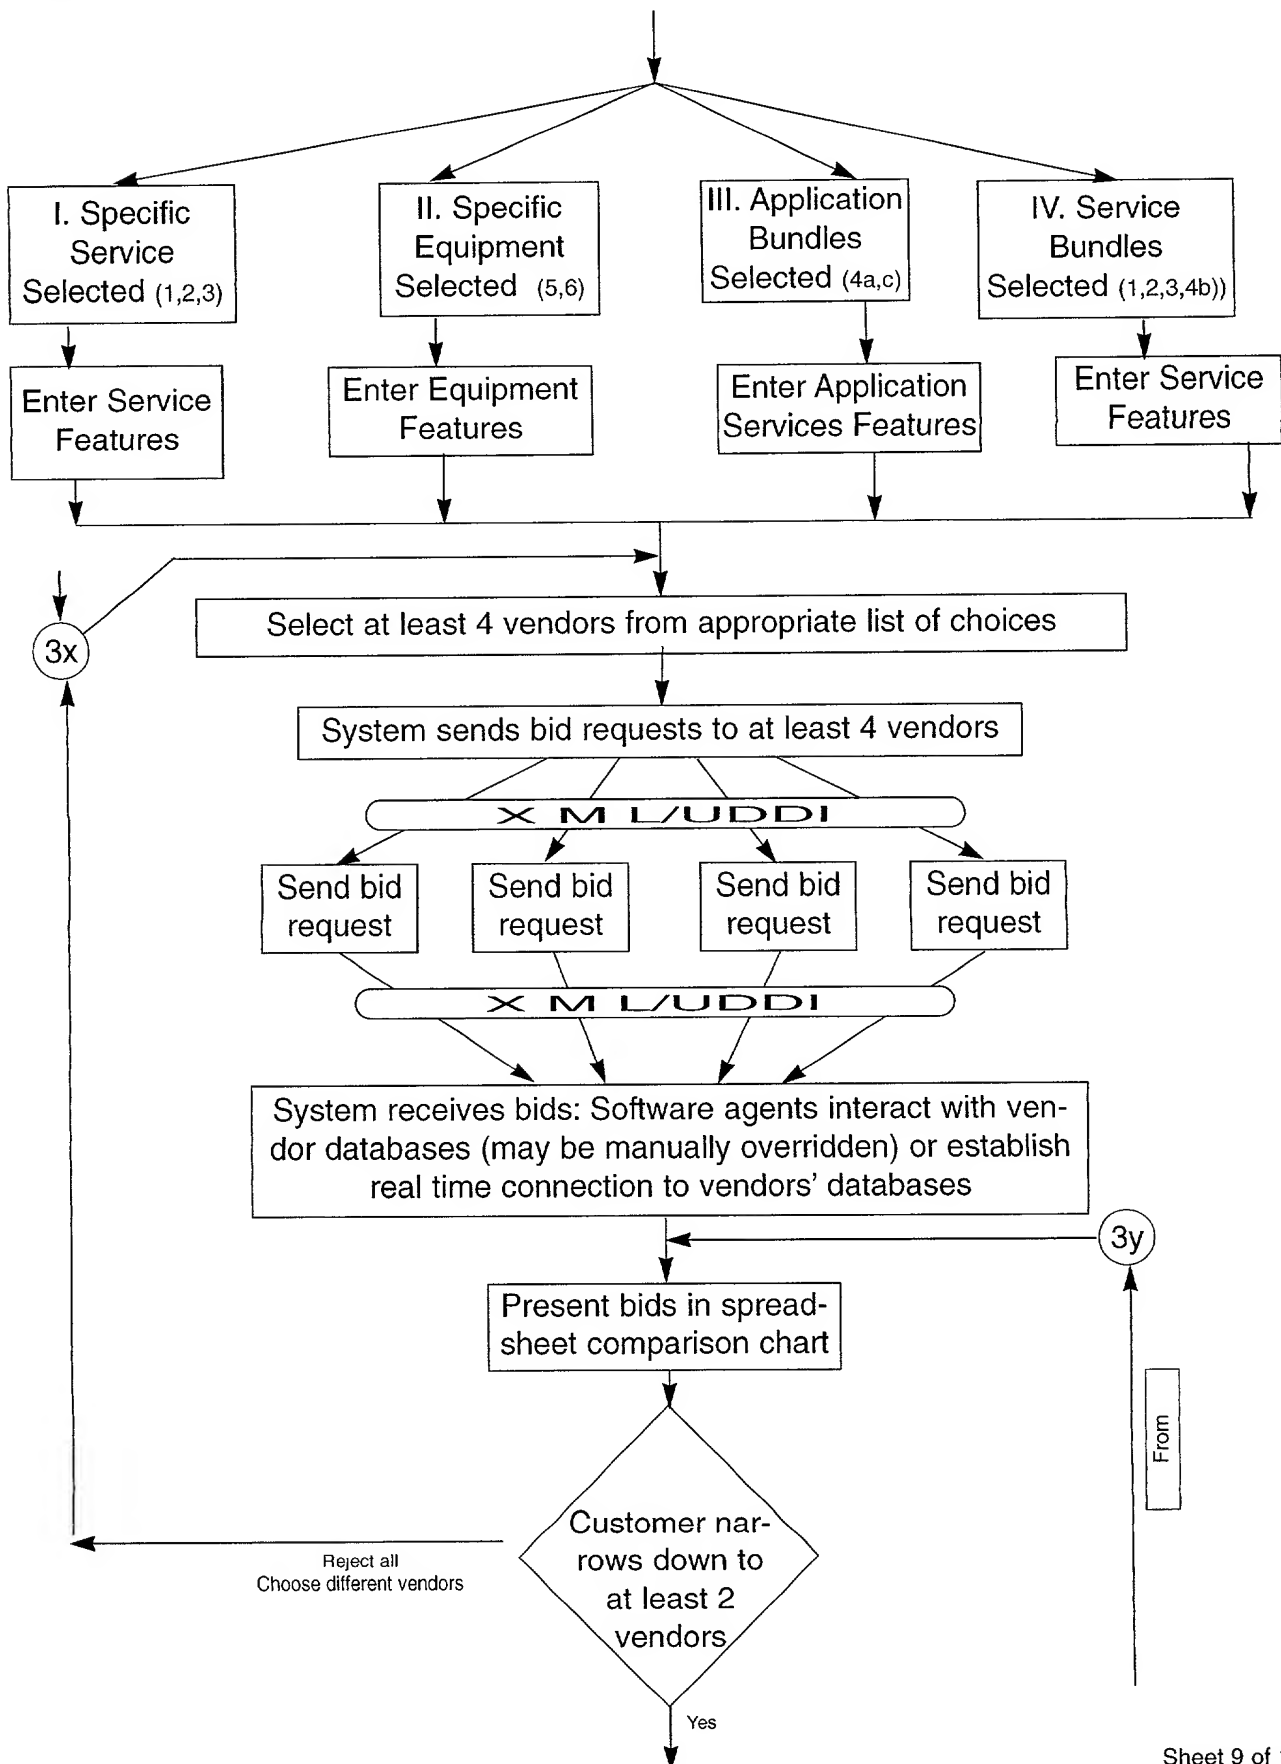 I. Specific
Service
Selected (1,2,3)
II. Specific
Equipment
Selected (5,6)
III. Application
Bundles
Selected (4a,c)
IV. Service
Bundles
Selected (1,2,3,4b))
Enter Service
Features
Enter Equipment
Features
Enter Application
Services Features
Enter Service
Features
3x
Select at least 4 vendors from appropriate list of choices
System sends bid requests to at least 4 vendors
X M L/UDDI
Send bid
request
Send bid
request
Send bid
request
Send bid
request
X M L/UDDI
System receives bids: Software agents interact with ven-
dor databases (may be manually overridden) or establish
real time connection to vendors' databases
3y
Present bids in spread-
sheet comparison chart
From
Customer nar-
rows down to
at least 2
vendors
Reject all
Choose different vendors
Yes
Sheet 9 of